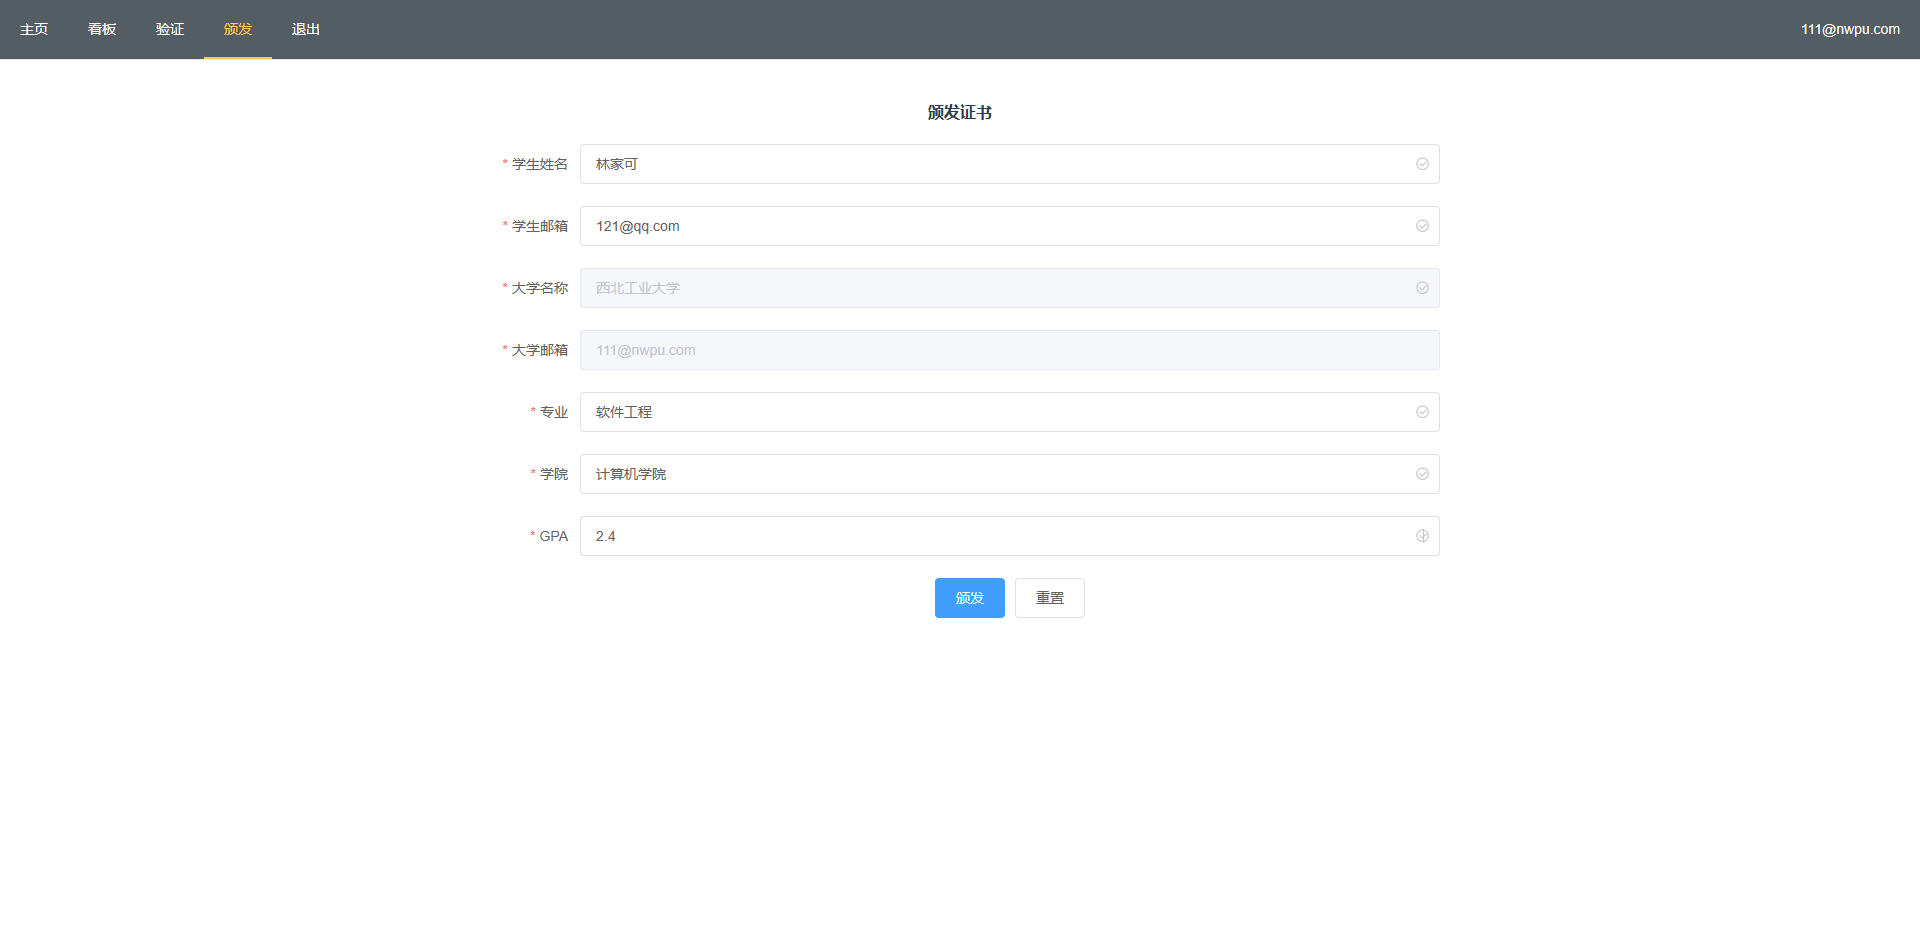 主页 看板 验证 颁发 退出 111@nwpu.com
颁发证书
* 学生姓名 林家可
* 学生邮箱 121@qq.com
* 大学名称 西北工业大学
* 大学邮箱 111@nwpu.com
* 专业 软件工程
* 学院 计算机学院
* GPA 2.4
颁发 重置